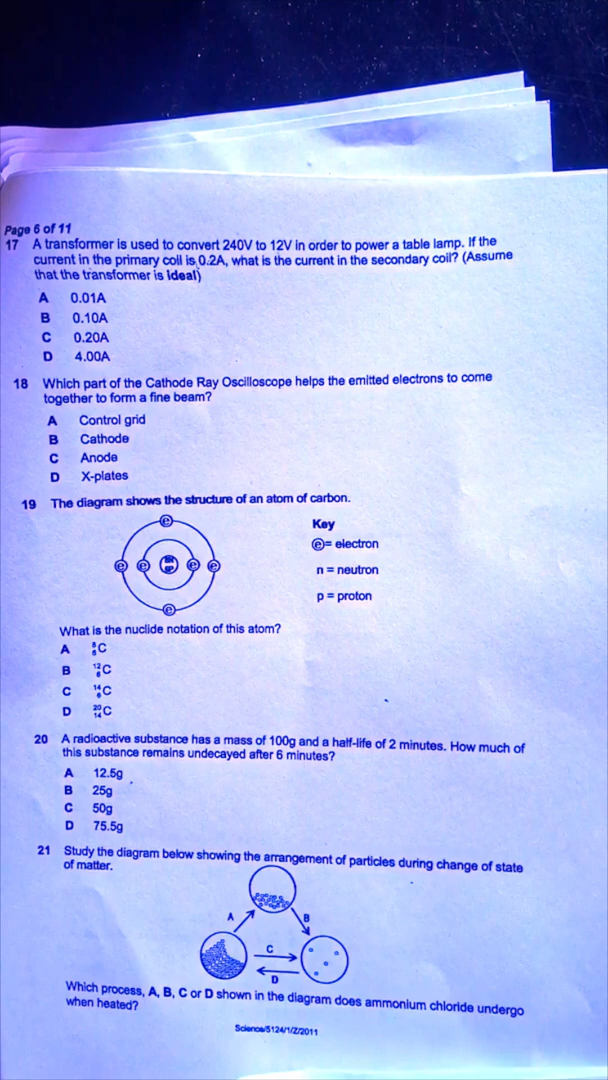 Page 6 of 11
17 A transformer is used to convert 240V to 12V in order to power a table lamp. If the
current in the primary coil is 0.2A, what is the current in the secondary coil? (Assume
that the transformer is ideal)
A 0.01A
B 0.10A
C 0.20A
D 4.00A
18 Which part of the Cathode Ray Oscilloscope helps the emitted electrons to come
together to form a fine beam?
A Control grid
B Cathode
C Anode
D X-plates
19 The diagram shows the structure of an atom of carbon.
Key
e = electron
n = neutron
p = proton
e
e e e e
e
What is the nuclide notation of this atom?
A C
B ¹²₆C
C ¹⁴₆C
D ²⁰₁₄C
20 A radioactive substance has a mass of 100g and a half-life of 2 minutes. How much of
this substance remains undecayed after 6 minutes?
A 12.5g
B 25g
C 50g
D 75.5g
21 Study the diagram below showing the arrangement of particles during change of state
of matter.
A B
C
D
Which process, A, B, C or D shown in the diagram does ammonium chloride undergo
when heated?
Science/5124/1/Z/2011